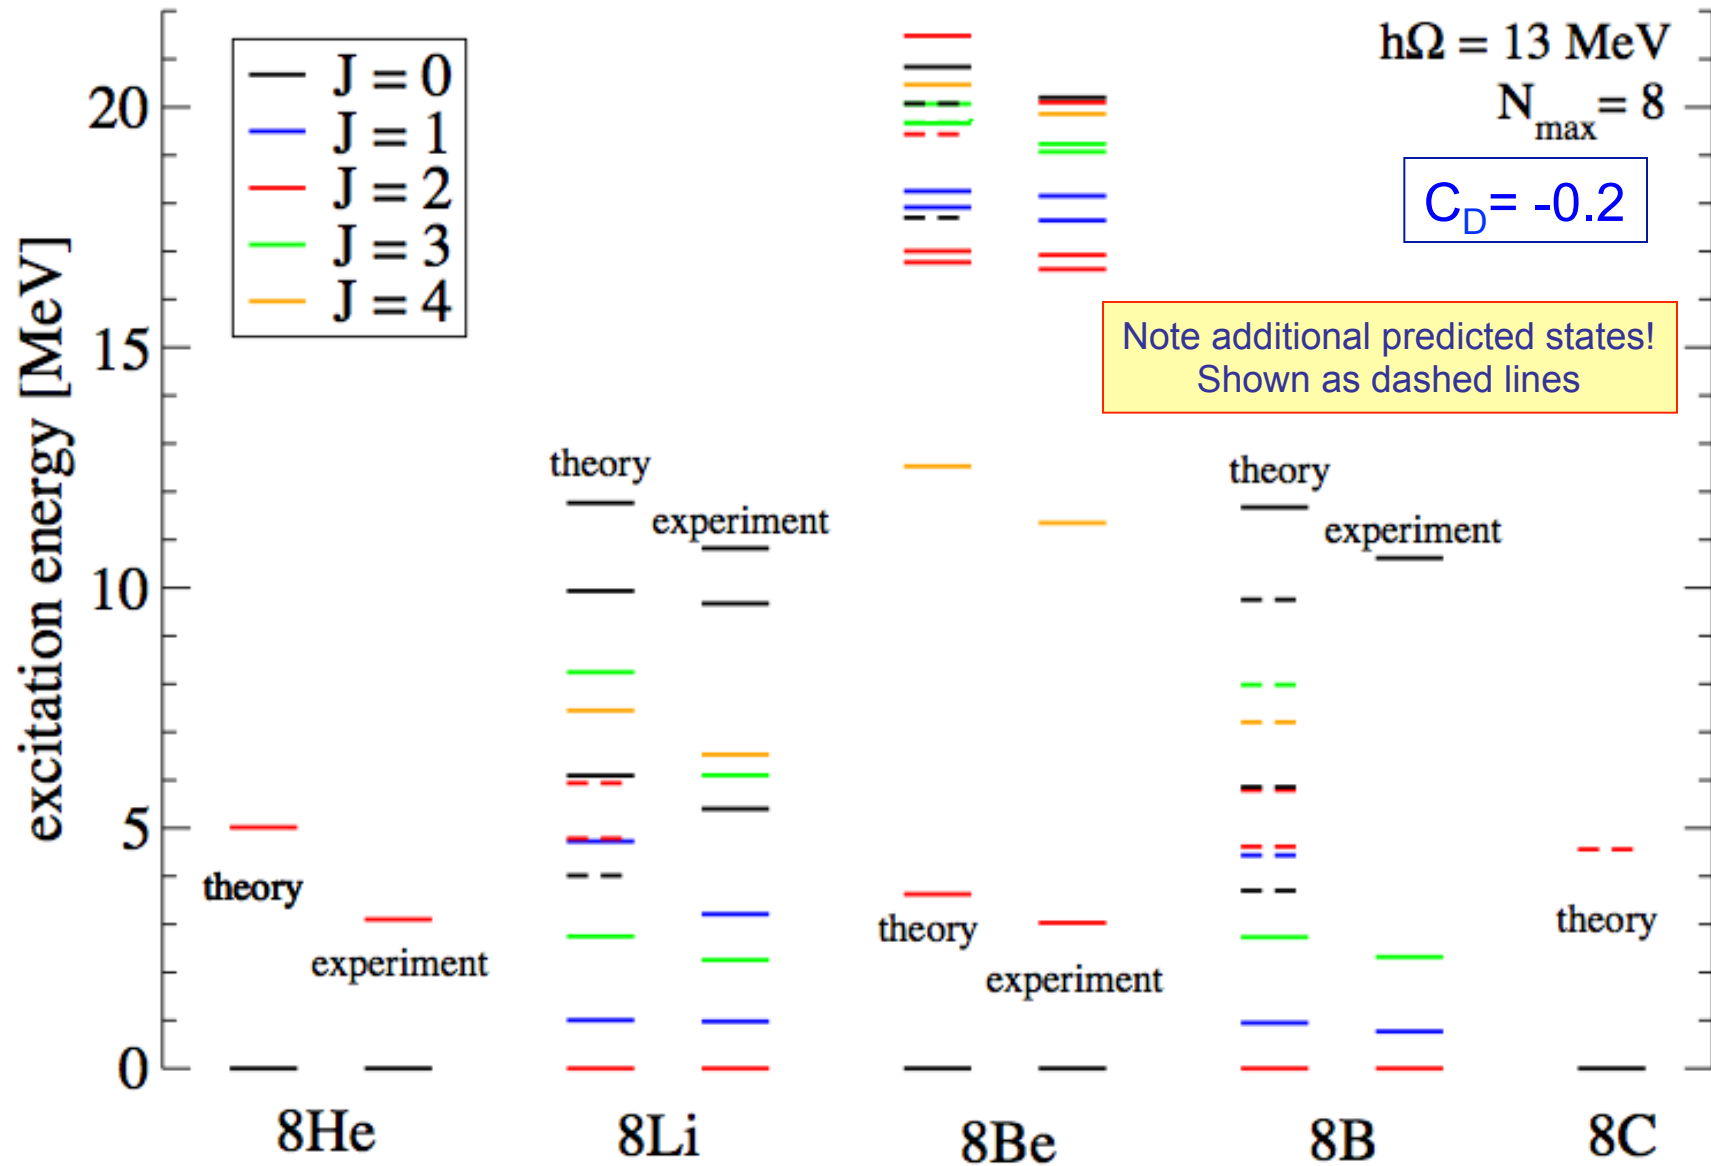 hΩ = 13 MeV
N_max = 8
C_D = -0.2
J = 0
J = 1
J = 2
J = 3
J = 4
Note additional predicted states!
Shown as dashed lines
excitation energy [MeV]
20
15
10
5
0
theory
experiment
theory
experiment
theory
experiment
theory
experiment
theory
8He
8Li
8Be
8B
8C